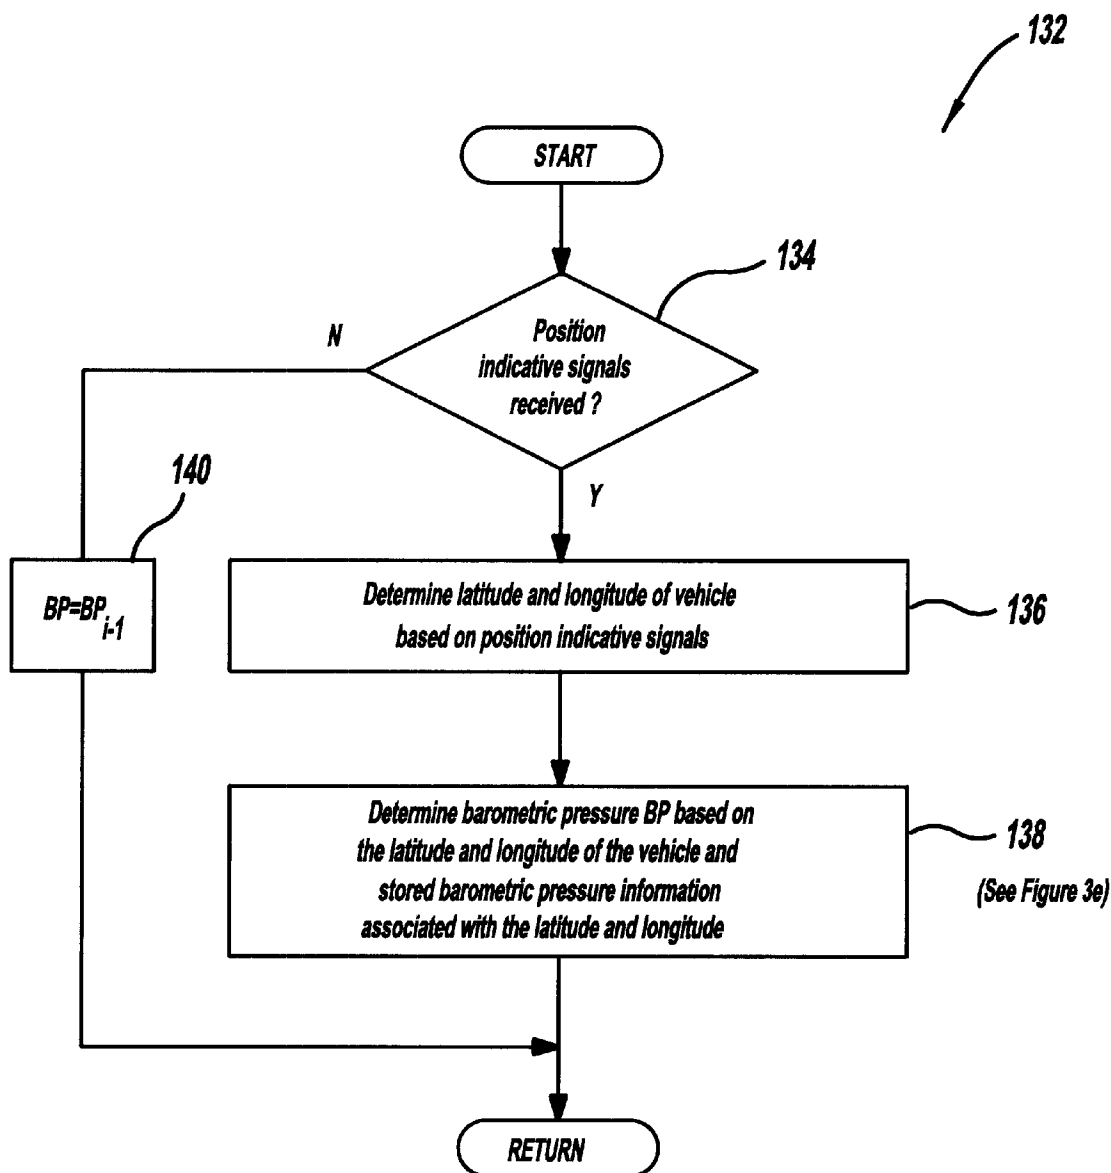 132
START
134
Position
indicative signals
received ?
N
Y
140
BP=BPi-1
Determine latitude and longitude of vehicle
based on position indicative signals
136
Determine barometric pressure BP based on
the latitude and longitude of the vehicle and
stored barometric pressure information
associated with the latitude and longitude
138
(See Figure 3e)
RETURN